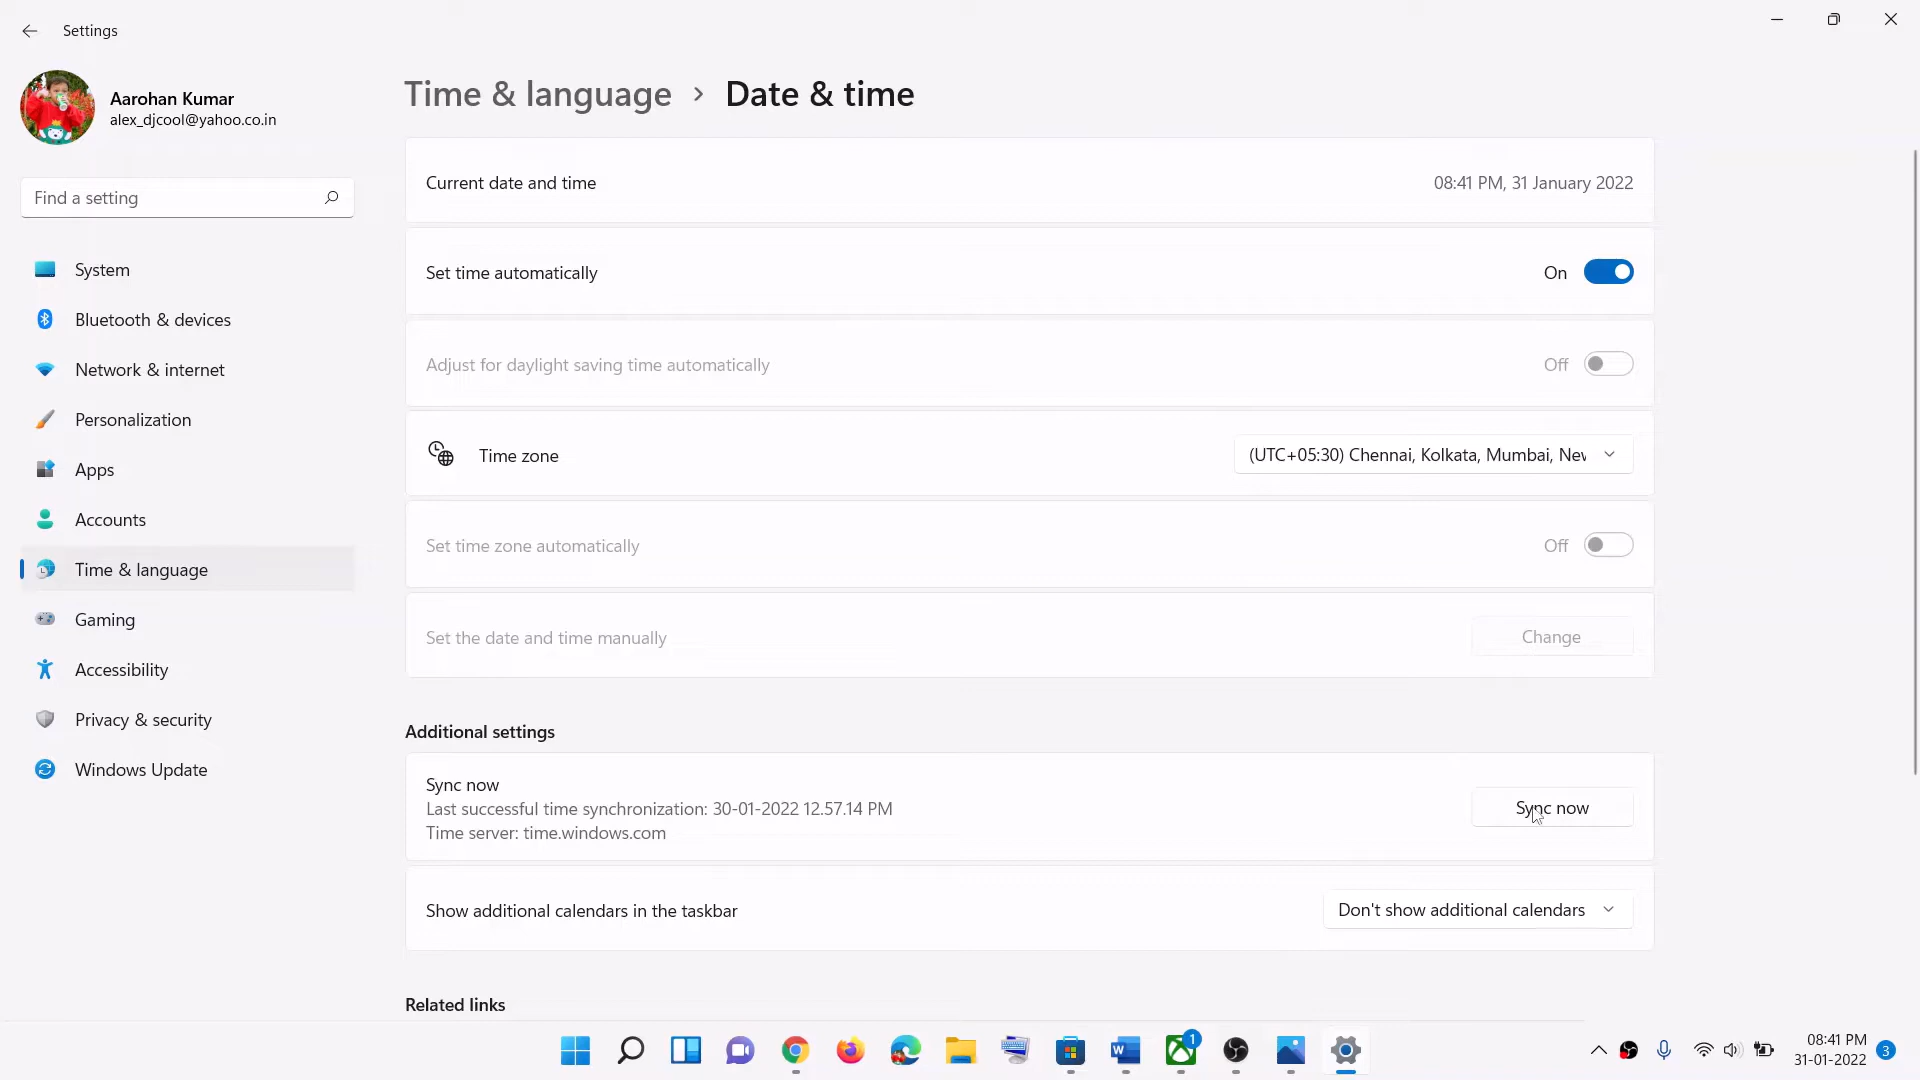 Settings
Aarohan Kumar
alex_djcool@yahoo.co.in
Find a setting
System
Bluetooth & devices
Network & internet
Personalization
Apps
Accounts
Time & language
Gaming
Accessibility
Privacy & security
Windows Update
Time & language > Date & time
Current date and time 08:41 PM, 31 January 2022
Set time automatically On
Adjust for daylight saving time automatically Off
Time zone (UTC+05:30) Chennai, Kolkata, Mumbai, Nev
Set time zone automatically Off
Set the date and time manually Change
Additional settings
Sync now
Last successful time synchronization: 30-01-2022 12.57.14 PM
Time server: time.windows.com
Sync now
Show additional calendars in the taskbar Don't show additional calendars
Related links
1
08:41 PM
31-01-2022
3